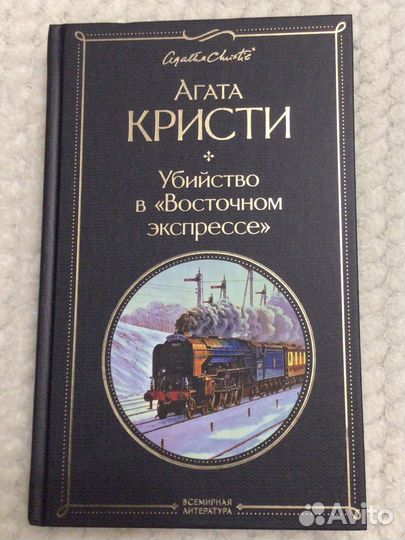 Agatha Christie®
АГАТА
КРИСТИ
УБИЙСТВО
В «ВОСТОЧНОМ
ЭКСПРЕССЕ»
ВСЕМИРНАЯ
ЛИТЕРАТУРА
Avito